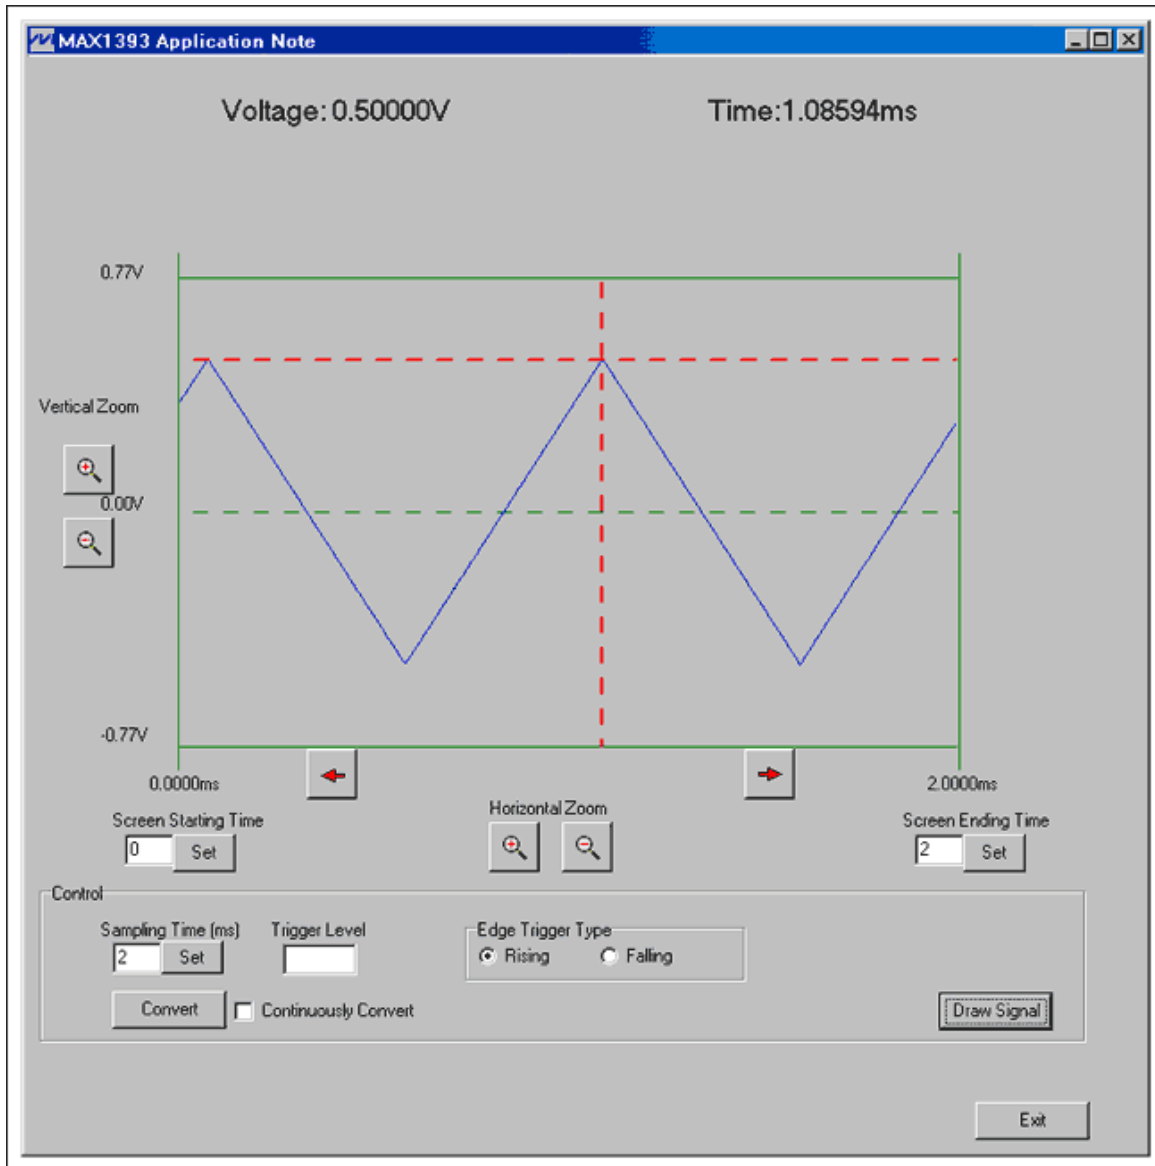 MAX1393 Application Note
Voltage: 0.50000V Time:1.08594ms
0.77V
Vertical Zoom
0.00V
-0.77V
0.0000ms 2.0000ms
Horizontal Zoom
Screen Starting Time Screen Ending Time
0 Set 2 Set
Control
Sampling Time (ms) Trigger Level Edge Trigger Type
2 Set Rising Falling
Convert Continuously Convert Draw Signal
Exit